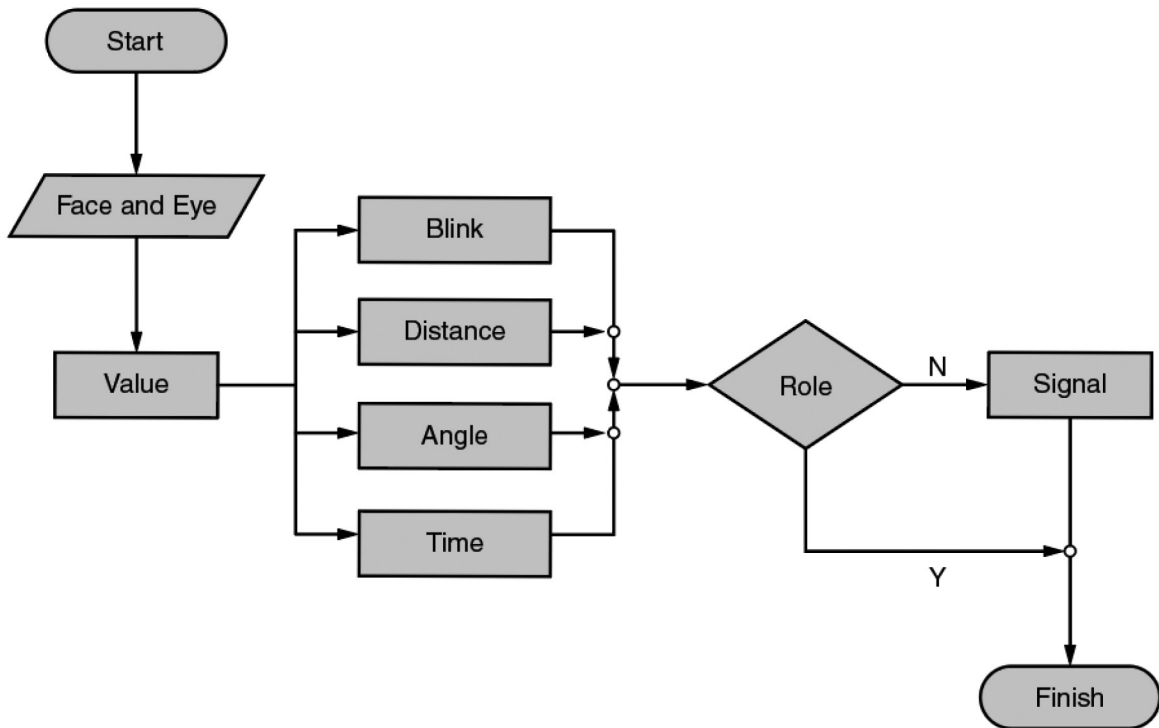 Start
Face and Eye
Value
Blink
Distance
Angle
Time
Role
N
Y
Signal
Finish